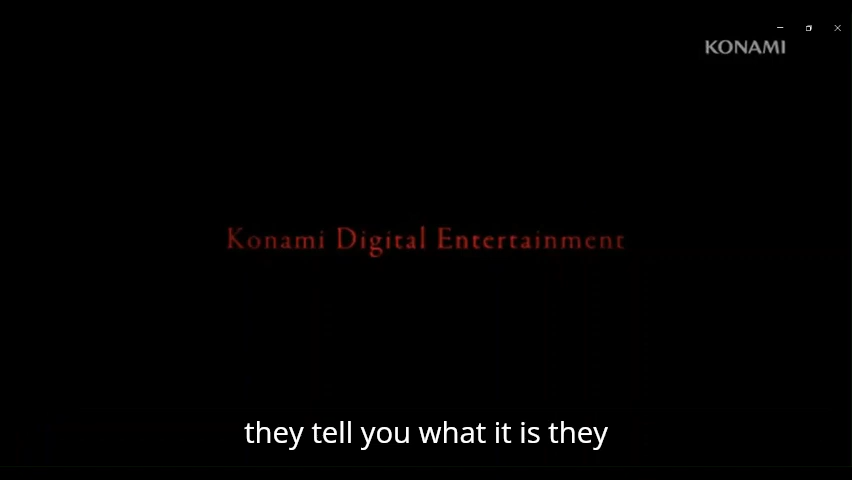 KONAMI
Konami Digital Entertainment
they tell you what it is they